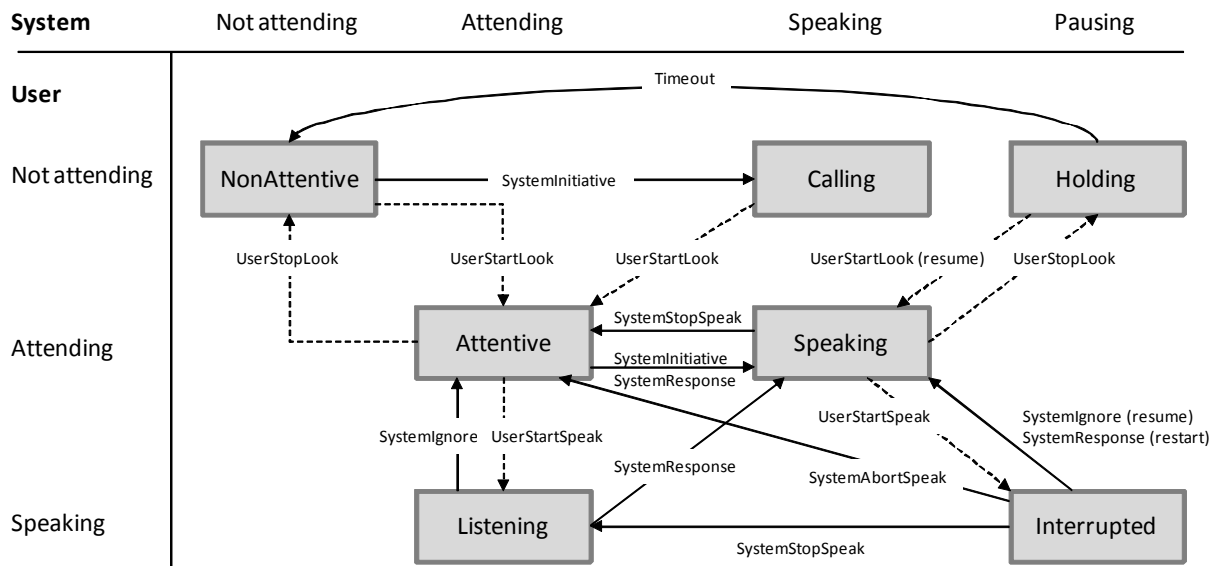 System Not attending Attending Speaking Pausing
User
Timeout
Not attending NonAttentive SystemInitiative Calling Holding
UserStopLook UserStartLook UserStartLook UserStartLook (resume) UserStopLook
SystemStopSpeak
Attending Attentive Speaking
SystemInitiative
SystemResponse
SystemIgnore UserStartSpeak UserStartSpeak SystemIgnore (resume)
SystemResponse (restart)
SystemResponse SystemAbortSpeak
Speaking Listening Interrupted
SystemStopSpeak